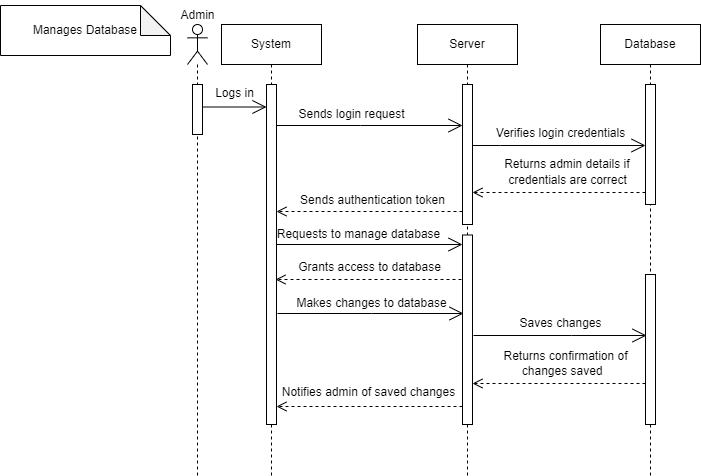 Manages Database
Admin
System
Server
Database
Logs in
Sends login request
Verifies login credentials
Returns admin details if
credentials are correct
Sends authentication token
Requests to manage database
Grants access to database
Makes changes to database
Saves changes
Returns confirmation of
changes saved
Notifies admin of saved changes